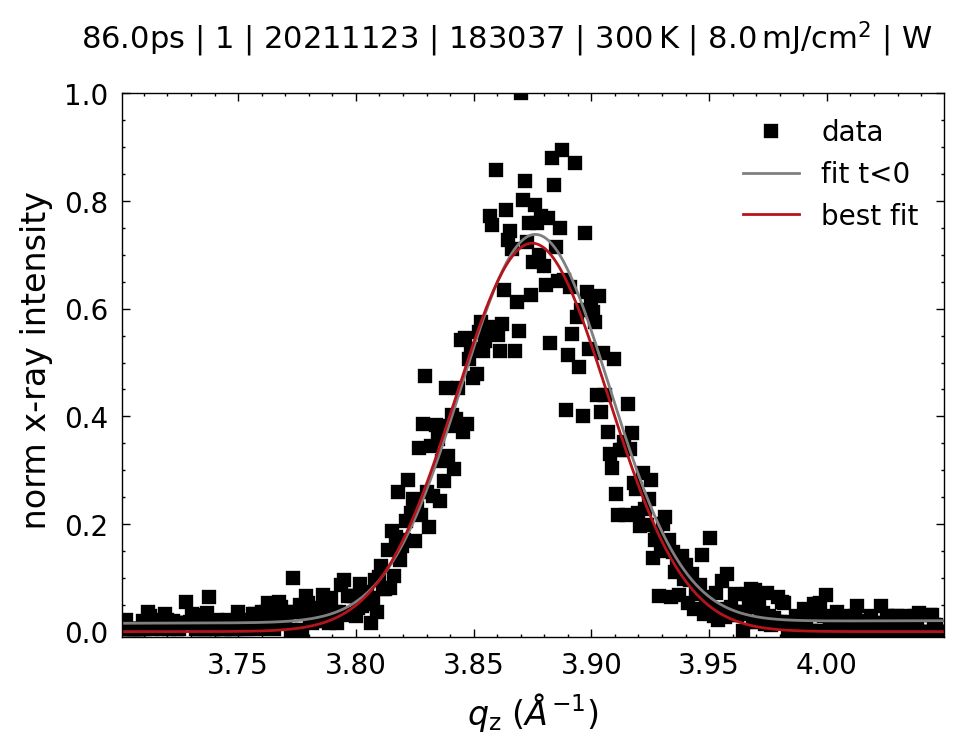 86.0ps | 1 | 20211123 | 183037 | 300 K | 8.0 mJ/cm² | W
1.0
0.8
0.6
0.4
0.2
0.0
norm x-ray intensity
data
fit t<0
best fit
3.75 3.80 3.85 3.90 3.95 4.00
q_z (Å⁻¹)